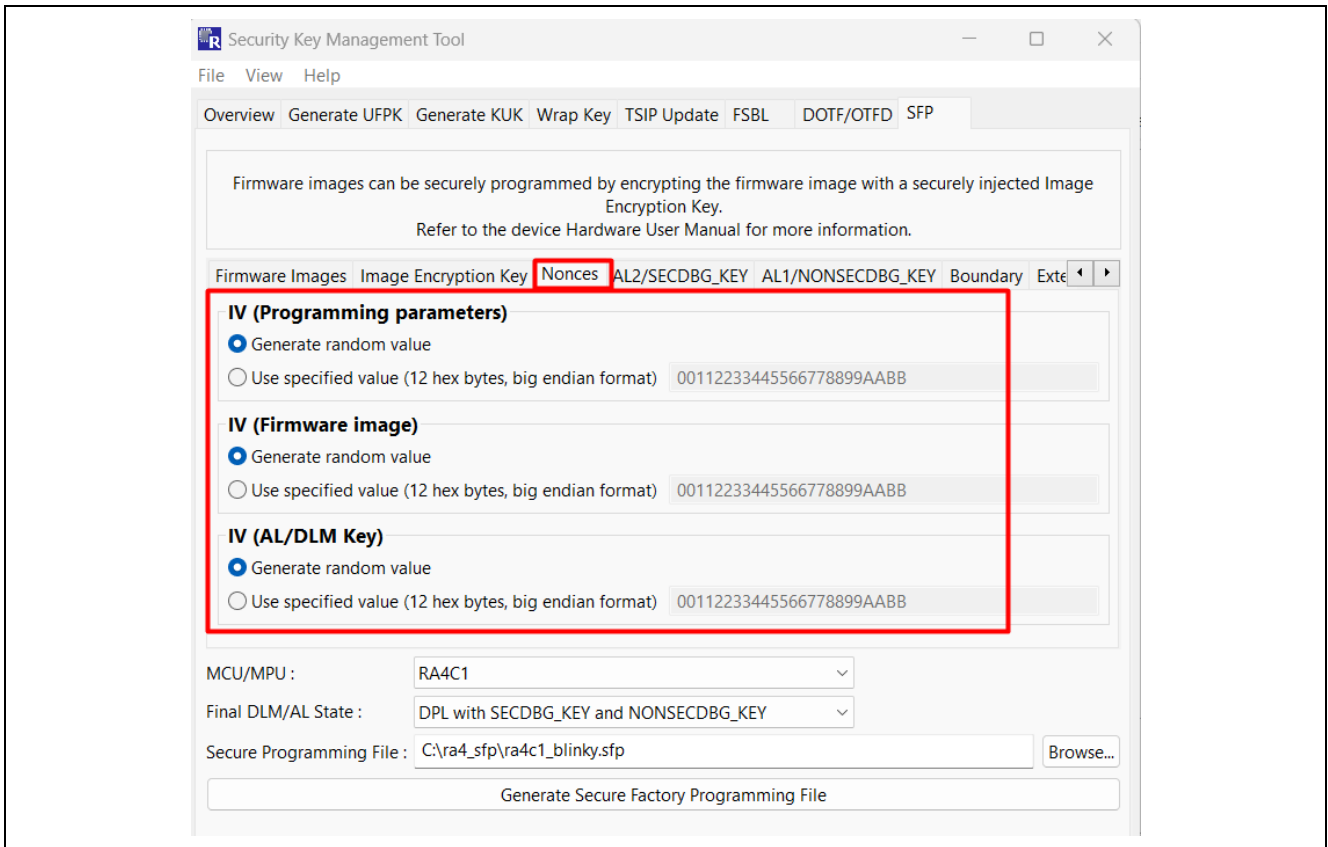 Security Key Management Tool
File View Help
Overview Generate UFPK Generate KUK Wrap Key TSIP Update FSBL DOTF/OTFD SFP
Firmware images can be securely programmed by encrypting the firmware image with a securely injected Image
Encryption Key.
Refer to the device Hardware User Manual for more information.
Firmware Images Image Encryption Key Nonces AL2/SECDBG_KEY AL1/NONSECDBG_KEY Boundary Exte
IV (Programming parameters)
Generate random value
Use specified value (12 hex bytes, big endian format) 00112233445566778899AABB
IV (Firmware image)
Generate random value
Use specified value (12 hex bytes, big endian format) 00112233445566778899AABB
IV (AL/DLM Key)
Generate random value
Use specified value (12 hex bytes, big endian format) 00112233445566778899AABB
MCU/MPU : RA4C1
Final DLM/AL State : DPL with SECDBG_KEY and NONSECDBG_KEY
Secure Programming File : C:\ra4_sfp\ra4c1_blinky.sfp Browse...
Generate Secure Factory Programming File